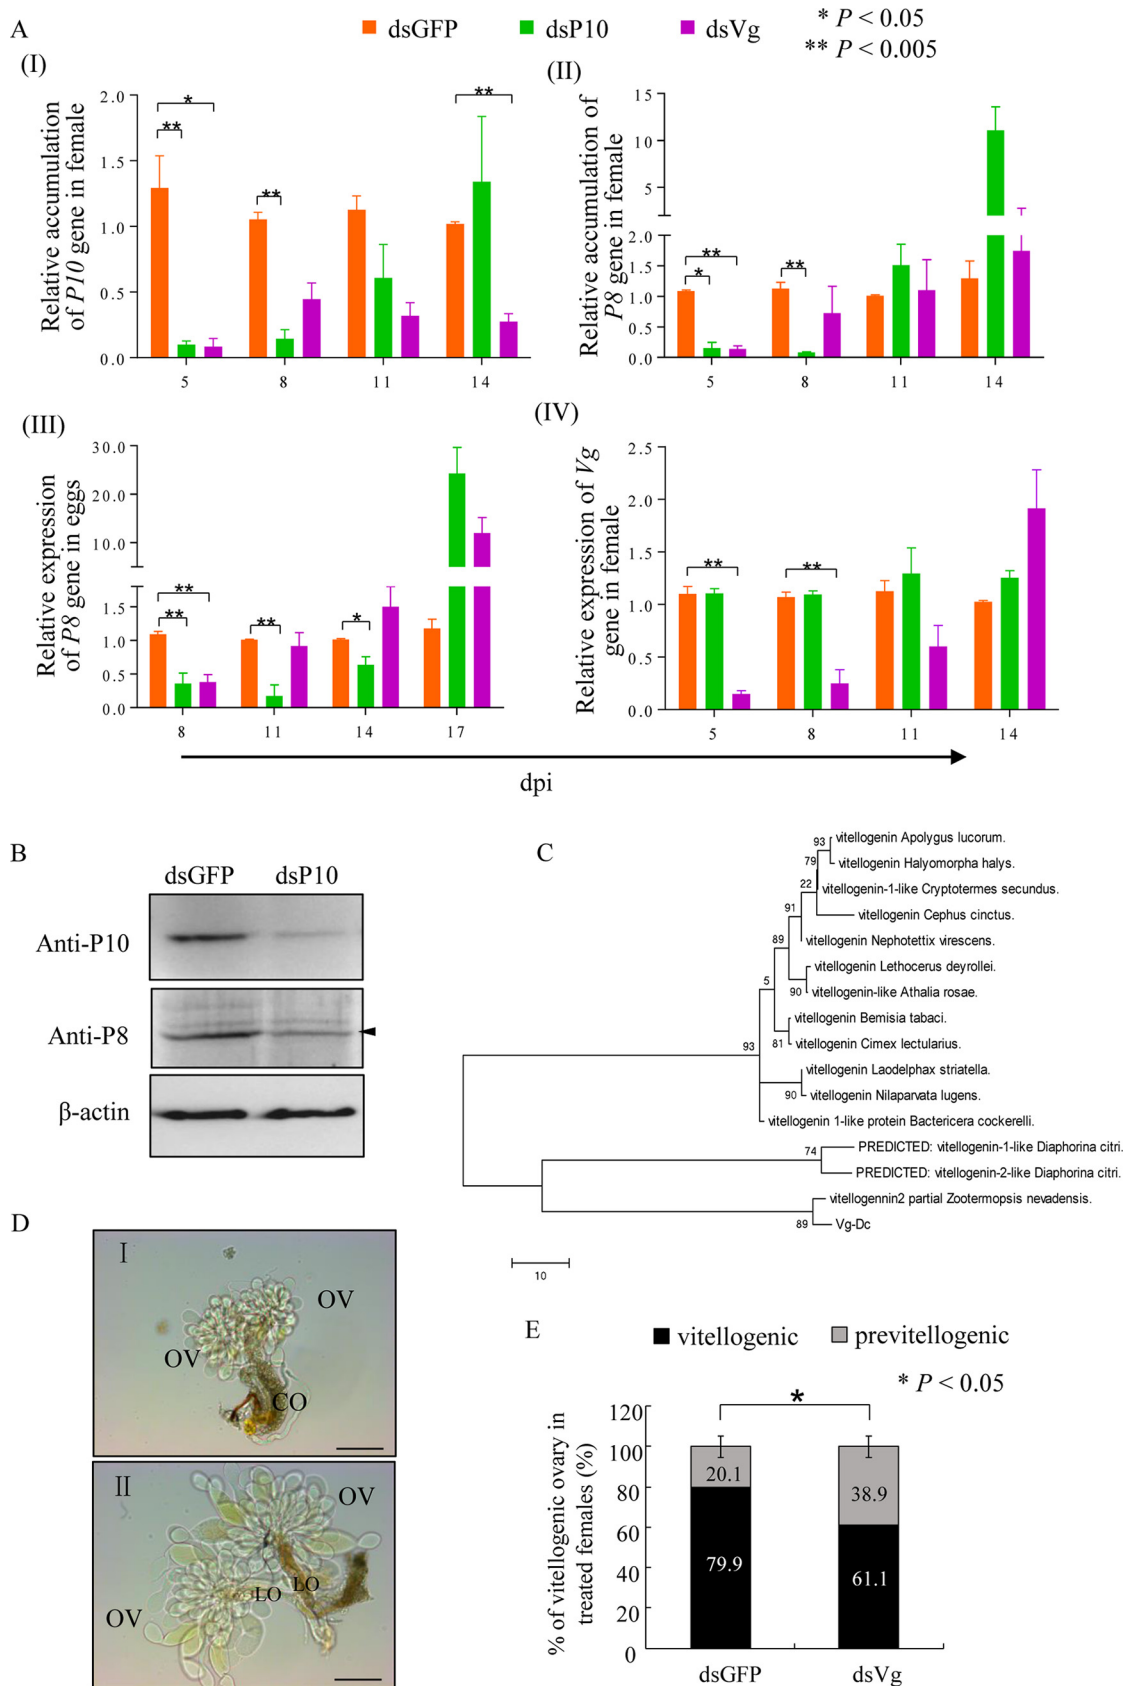 A
dsGFP
dsP10
dsVg
* P < 0.05
** P < 0.005
(I)
Relative accumulation
of P10 gene in female
2.0
1.5
1.0
0.5
0.0
*
**
**
**
5
8
11
14
(II)
Relative accumulation of
P8 gene in female
15
10
5
2.0
1.5
1.0
0.5
0.0
**
*
**
5
8
11
14
(III)
Relative expression
of P8 gene in eggs
30.0
20.0
10.0
1.5
1.0
0.5
0.0
**
**
**
*
8
11
14
17
(IV)
Relative expression of Vg
gene in female
2.5
2.0
1.5
1.0
0.5
0.0
**
**
5
8
11
14
dpi
B
dsGFP
dsP10
Anti-P10
Anti-P8
β-actin
C
93
vitellogenin Apolygus lucorum.
79
vitellogenin Halyomorpha halys.
22
vitellogenin-1-like Cryptotermes secundus.
91
vitellogenin Cephus cinctus.
89
vitellogenin Nephotettix virescens.
vitellogenin Lethocerus deyrollei.
5
90
vitellogenin-like Athalia rosae.
vitellogenin Bemisia tabaci.
93
81
vitellogenin Cimex lectularius.
vitellogenin Laodelphax striatella.
90
vitellogenin Nilaparvata lugens.
vitellogenin 1-like protein Bactericera cockerelli.
74
PREDICTED: vitellogenin-1-like Diaphorina citri.
PREDICTED: vitellogenin-2-like Diaphorina citri.
vitellogennin2 partial Zootermopsis nevadensis.
89
Vg-Dc
10
D
I
OV
OV
CO
II
OV
LO
LO
OV
E
vitellogenic
previtellogenic
* P < 0.05
% of vitellogenic ovary in
treated females (%)
120
100
80
60
40
20
0
*
20.1
79.9
38.9
61.1
dsGFP
dsVg